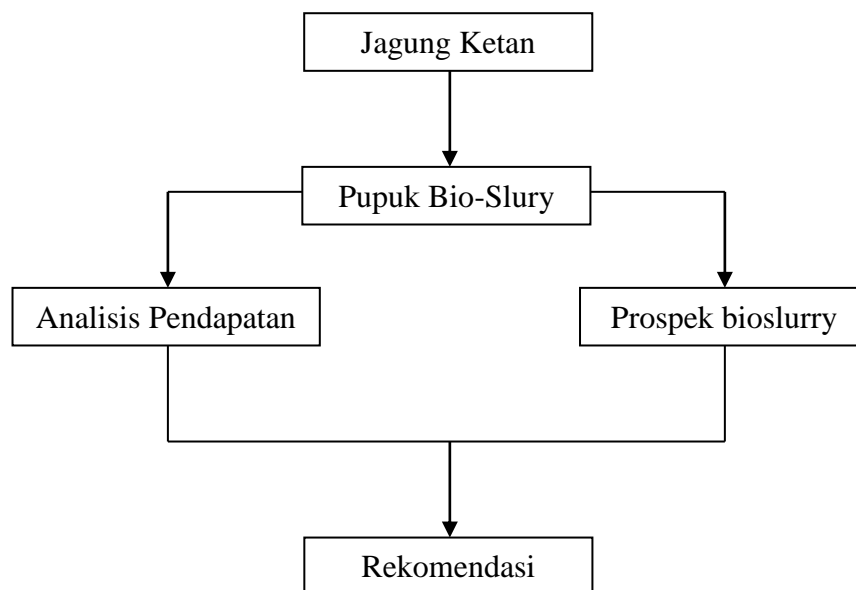 Jagung Ketan
Pupuk Bio-Slury
Analisis Pendapatan
Prospek bioslurry
Rekomendasi